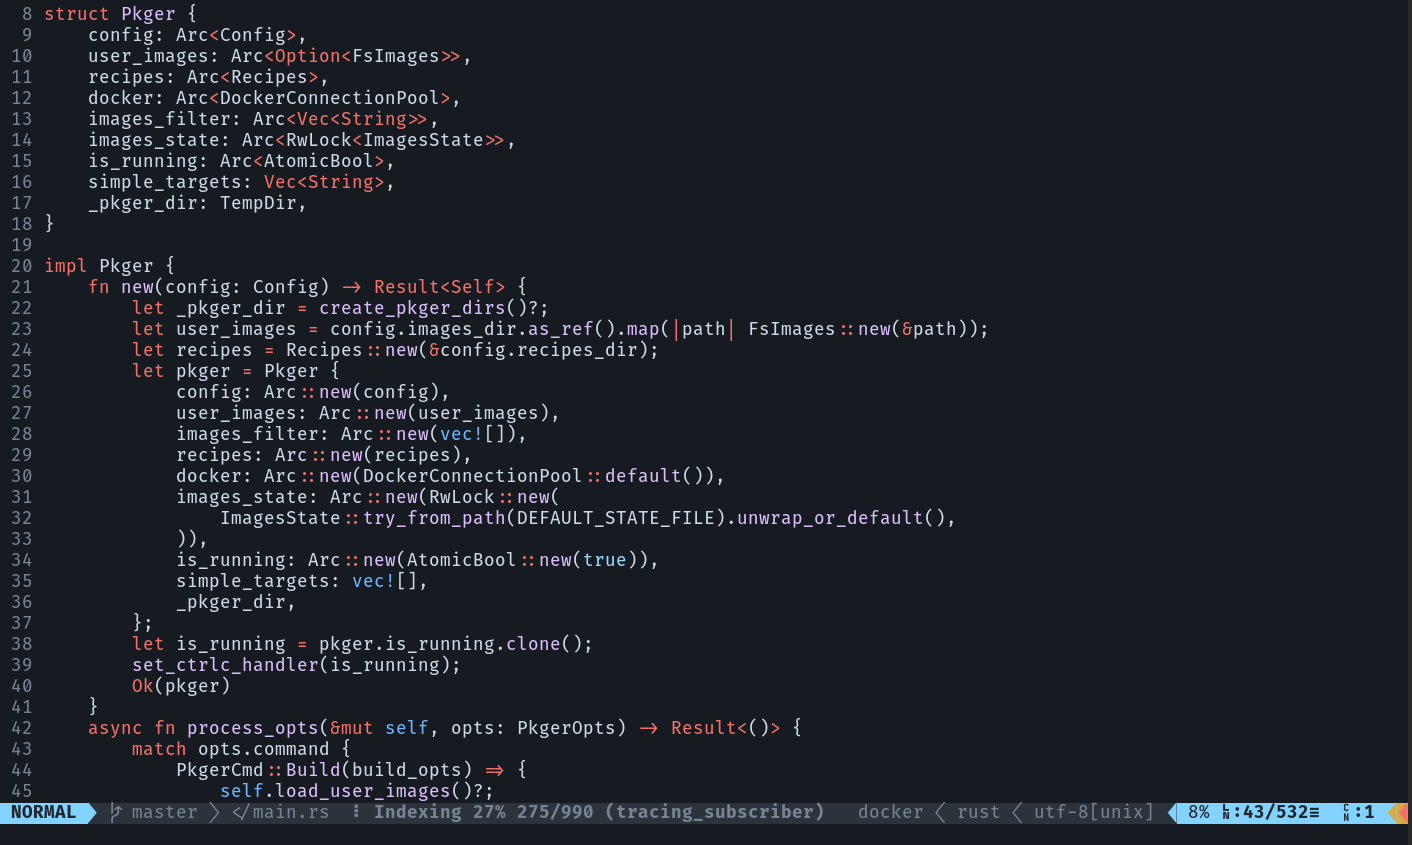 8 struct Pkger {
9     config: Arc<Config>,
10     user_images: Arc<Option<FsImages>>,
11     recipes: Arc<Recipes>,
12     docker: Arc<DockerConnectionPool>,
13     images_filter: Arc<Vec<String>>,
14     images_state: Arc<RwLock<ImagesState>>,
15     is_running: Arc<AtomicBool>,
16     simple_targets: Vec<String>,
17     _pkger_dir: TempDir,
18 }
19
20 impl Pkger {
21     fn new(config: Config) -> Result<Self> {
22         let _pkger_dir = create_pkger_dirs()?;
23         let user_images = config.images_dir.as_ref().map(|path| FsImages::new(&path));
24         let recipes = Recipes::new(&config.recipes_dir);
25         let pkger = Pkger {
26             config: Arc::new(config),
27             user_images: Arc::new(user_images),
28             images_filter: Arc::new(vec![]),
29             recipes: Arc::new(recipes),
30             docker: Arc::new(DockerConnectionPool::default()),
31             images_state: Arc::new(RwLock::new(
32                 ImagesState::try_from_path(DEFAULT_STATE_FILE).unwrap_or_default(),
33             )),
34             is_running: Arc::new(AtomicBool::new(true)),
35             simple_targets: vec![],
36             _pkger_dir,
37         };
38         let is_running = pkger.is_running.clone();
39         set_ctrlc_handler(is_running);
40         Ok(pkger)
41     }
42     async fn process_opts(&mut self, opts: PkgerOpts) -> Result<()> {
43         match opts.command {
44             PkgerCmd::Build(build_opts) => {
45                 self.load_user_images()?;
NORMAL master </main.rs ⋮ Indexing 27% 275/990 (tracing_subscriber) docker rust utf-8[unix] 8% LN:43/532≡ CN:1